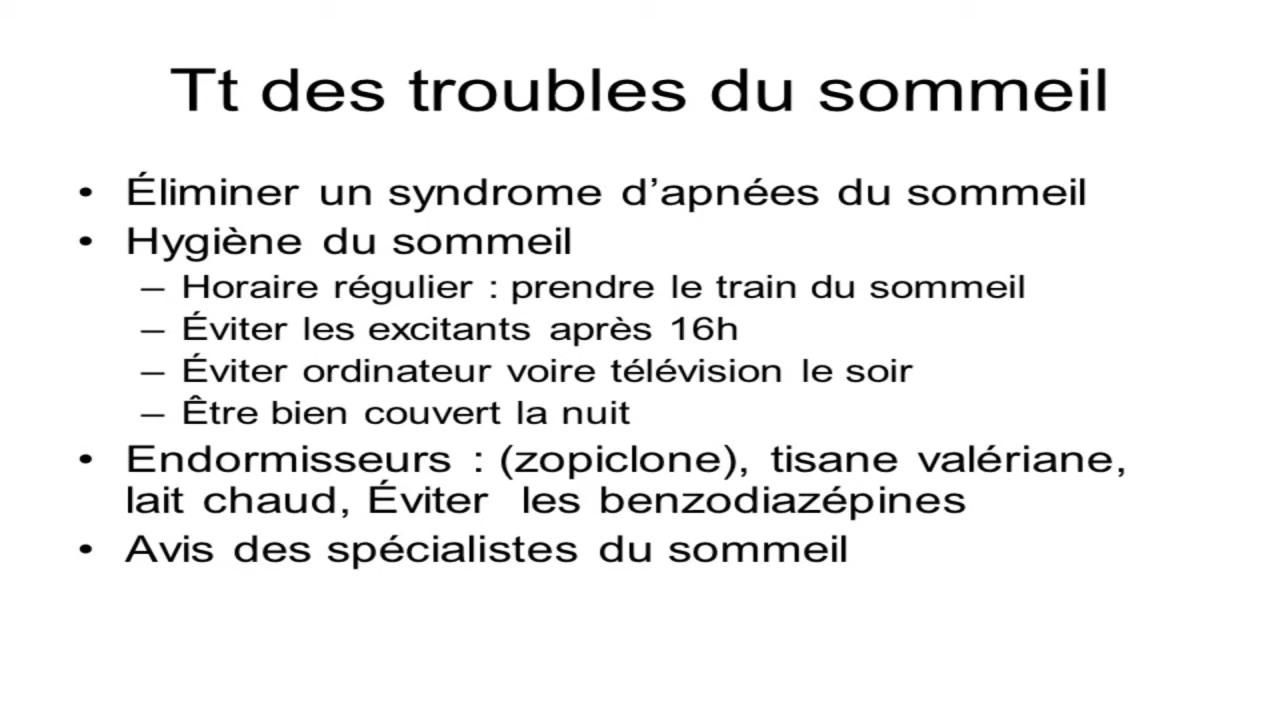 Tt des troubles du sommeil
• Éliminer un syndrome d’apnées du sommeil
• Hygiène du sommeil
– Horaire régulier : prendre le train du sommeil
– Éviter les excitants après 16h
– Éviter ordinateur voire télévision le soir
– Être bien couvert la nuit
• Endormisseurs : (zopiclone), tisane valériane,
lait chaud, Éviter les benzodiazépines
• Avis des spécialistes du sommeil